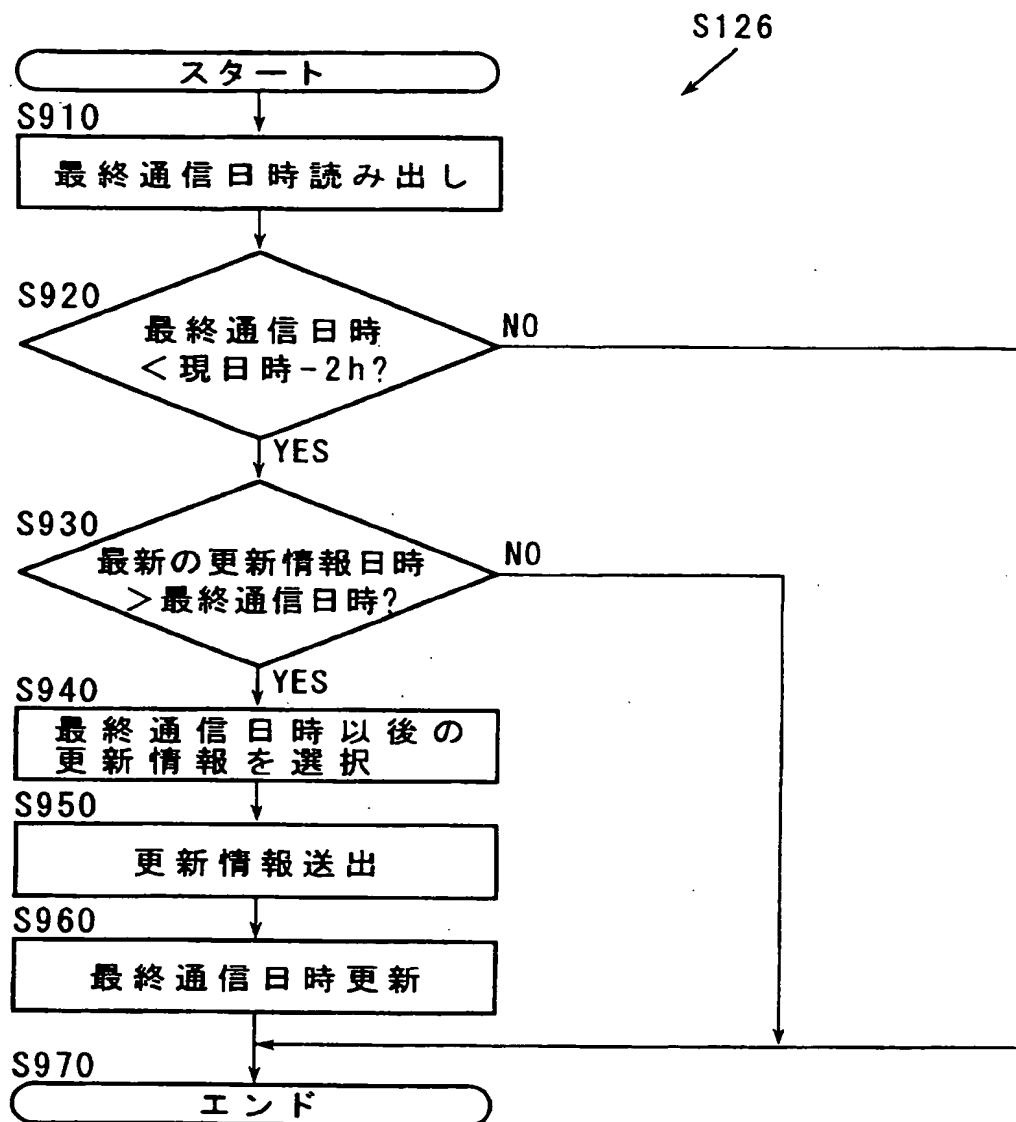 S126
スタート
S910
最終通信日時読み出し
S920
最終通信日時
<現日時-2h?
NO
YES
S930
最新の更新情報日時
>最終通信日時?
NO
YES
S940
最終通信日時以後の
更新情報を選択
S950
更新情報送出
S960
最終通信日時更新
S970
エンド